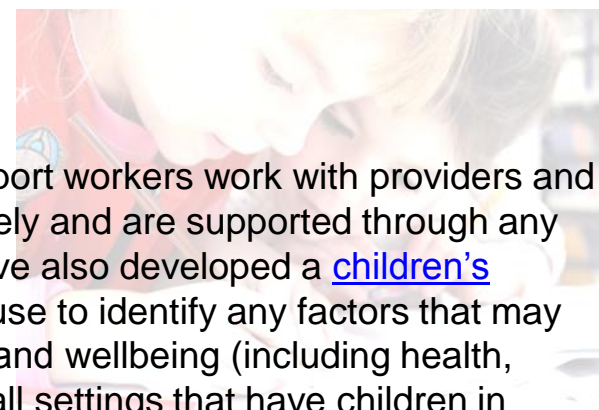 port workers work with providers and
ely and are supported through any
ve also developed a children's
use to identify any factors that may
and wellbeing (including health,
all settings that have children in